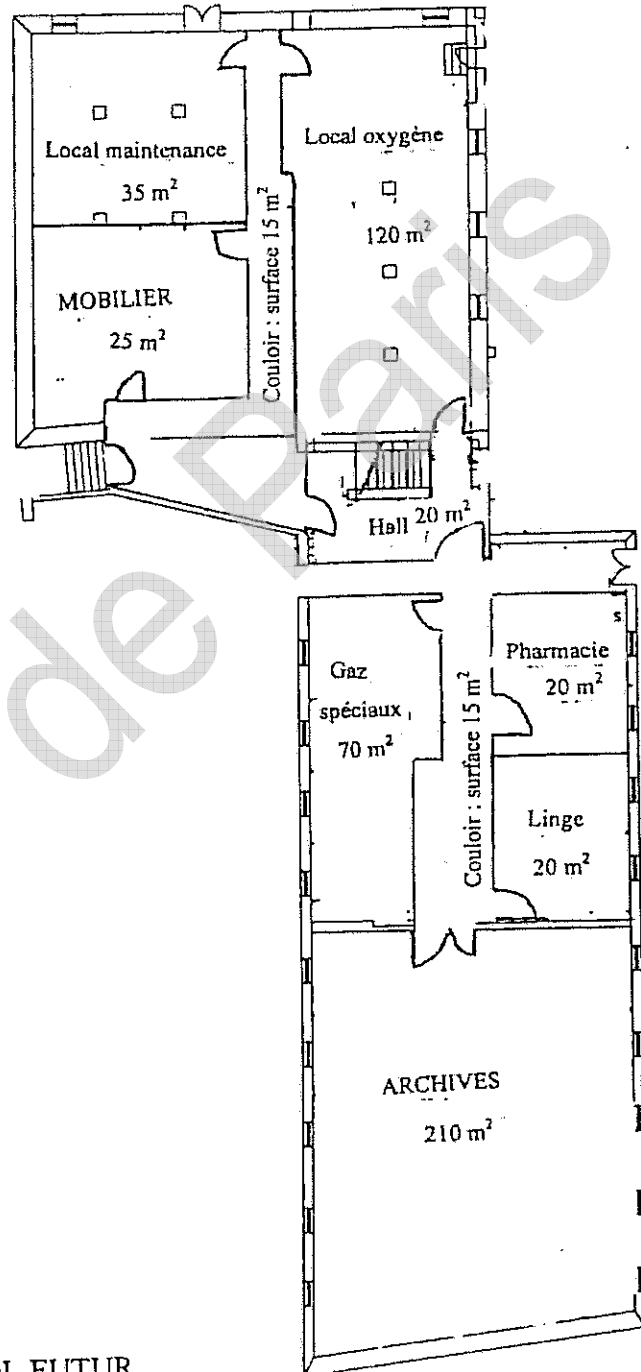 Local maintenance
35 m²
Local oxygène
120 m²
Couloir : surface 15 m²
MOBILIER
25 m²
Hall 20 m²
Gaz
spéciaux
70 m²
Couloir : surface 15 m²
Pharmacie
20 m²
s
Linge
20 m²
ARCHIVES
210 m²
de Paris